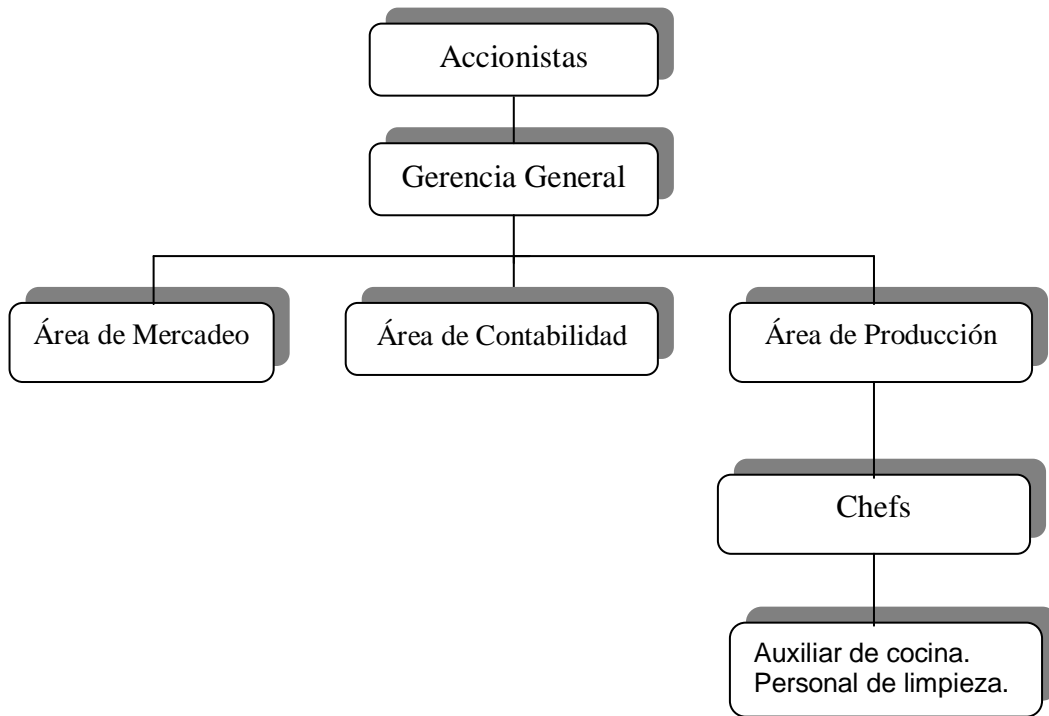 Accionistas
Gerencia General
Área de Mercadeo
Área de Contabilidad
Área de Producción
Chefs
Auxiliar de cocina.
Personal de limpieza.